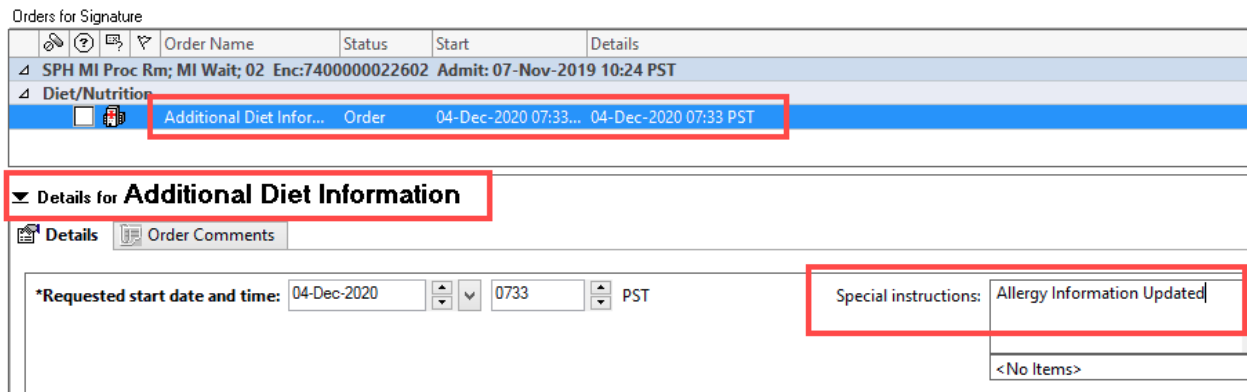 Orders for Signature
Order Name Status Start Details
SPH MI Proc Rm; MI Wait; 02 Enc:7400000022602 Admit: 07-Nov-2019 10:24 PST
Diet/Nutrition
Additional Diet Infor... Order 04-Dec-2020 07:33... 04-Dec-2020 07:33 PST
Details for Additional Diet Information
Details Order Comments
*Requested start date and time: 04-Dec-2020 0733 PST Special instructions: Allergy Information Updated
<No Items>